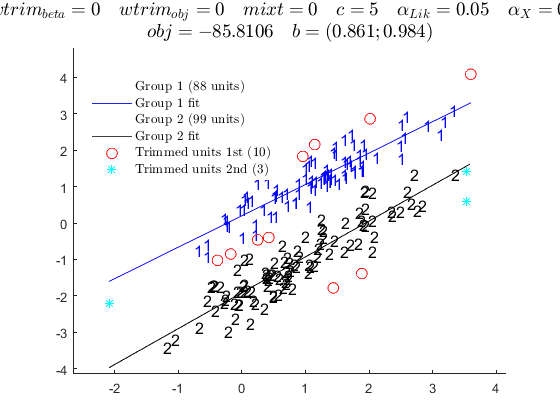 wtrim_beta = 0 wtrim_obj = 0 mixt = 0 c = 5 α_Lik = 0.05 α_X = 0
obj = −85.8106 b = (0.861; 0.984)
Group 1 (88 units)
Group 1 fit
Group 2 (99 units)
Group 2 fit
Trimmed units 1st (10)
Trimmed units 2nd (3)
4
3
2
1
0
-1
-2
-3
-4
-2 -1 0 1 2 3 4